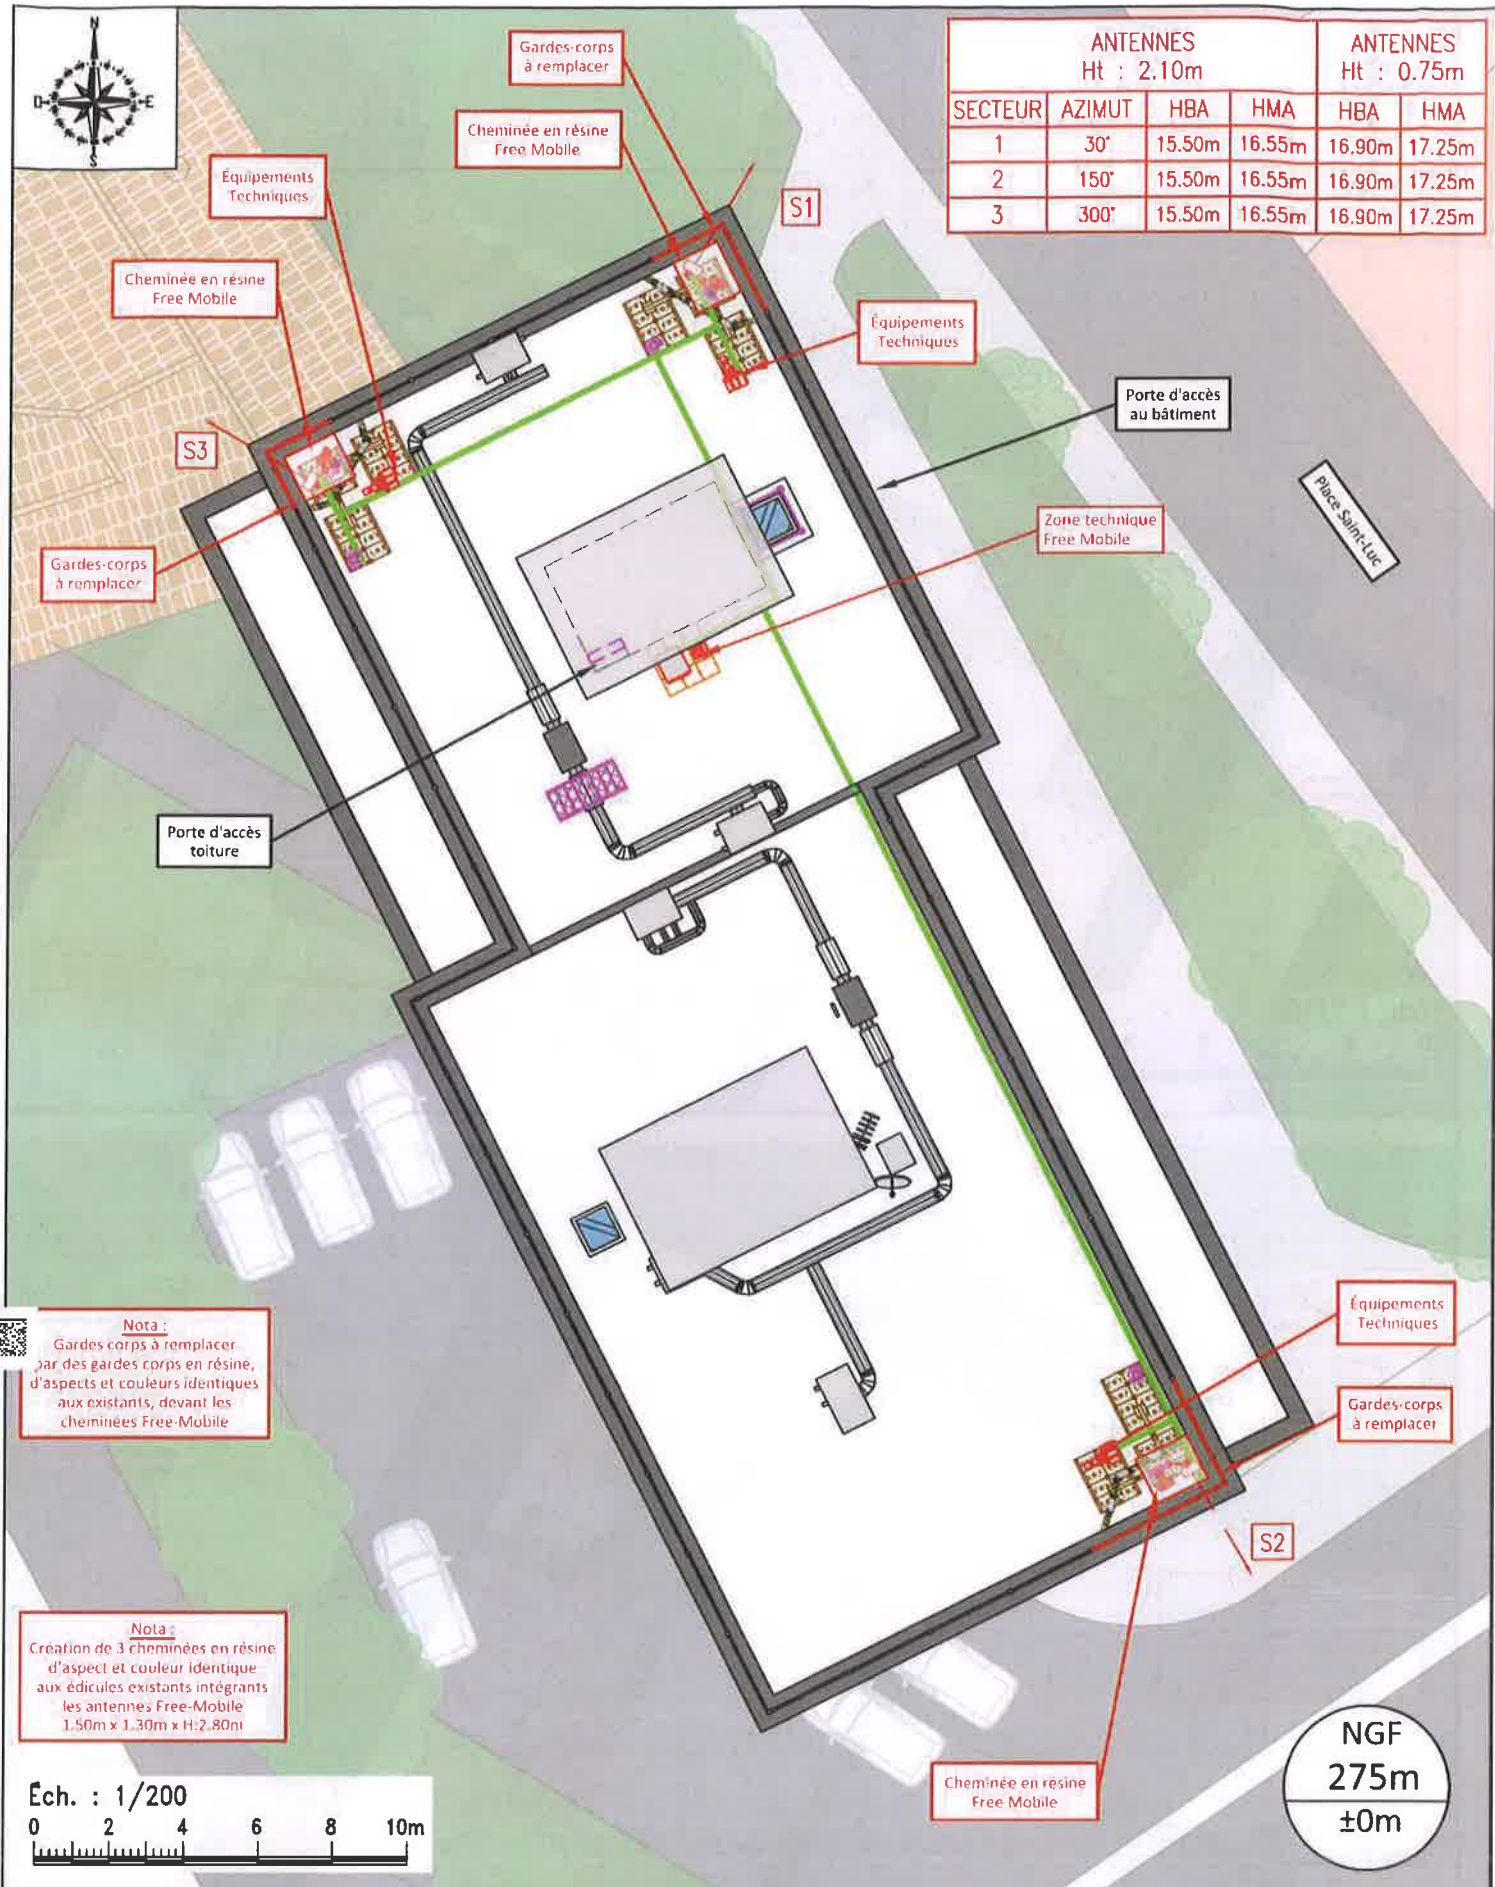 N
O
E
S
Gardes-corps
à remplacer
Cheminée en résine
Free Mobile
Équipements
Techniques
Cheminée en résine
Free Mobile
ANTENNES
Ht : 2.10m
ANTENNES
Ht : 0.75m
SECTEUR AZIMUT HBA HMA HBA HMA
1 30° 15.50m 16.55m 16.90m 17.25m
2 150° 15.50m 16.55m 16.90m 17.25m
3 300° 15.50m 16.55m 16.90m 17.25m
S1
Équipements
Techniques
Porte d'accès
au bâtiment
S3
Place Saint-Luc
Zone technique
Free Mobile
Gardes-corps
à remplacer
Porte d'accès
toiture
Nota :
Gardes corps à remplacer
par des gardes corps en résine,
d'aspects et couleurs identiques
aux existants, devant les
cheminées Free-Mobile
Équipements
Techniques
Gardes-corps
à remplacer
S2
Nota :
Création de 3 cheminées en résine
d'aspect et couleur identique
aux édicules existants intégrants
les antennes Free-Mobile
1.50m x 1.30m x H:2.80m
Cheminée en résine
Free Mobile
NGF
275m
±0m
Éch. : 1/200
0 2 4 6 8 10m